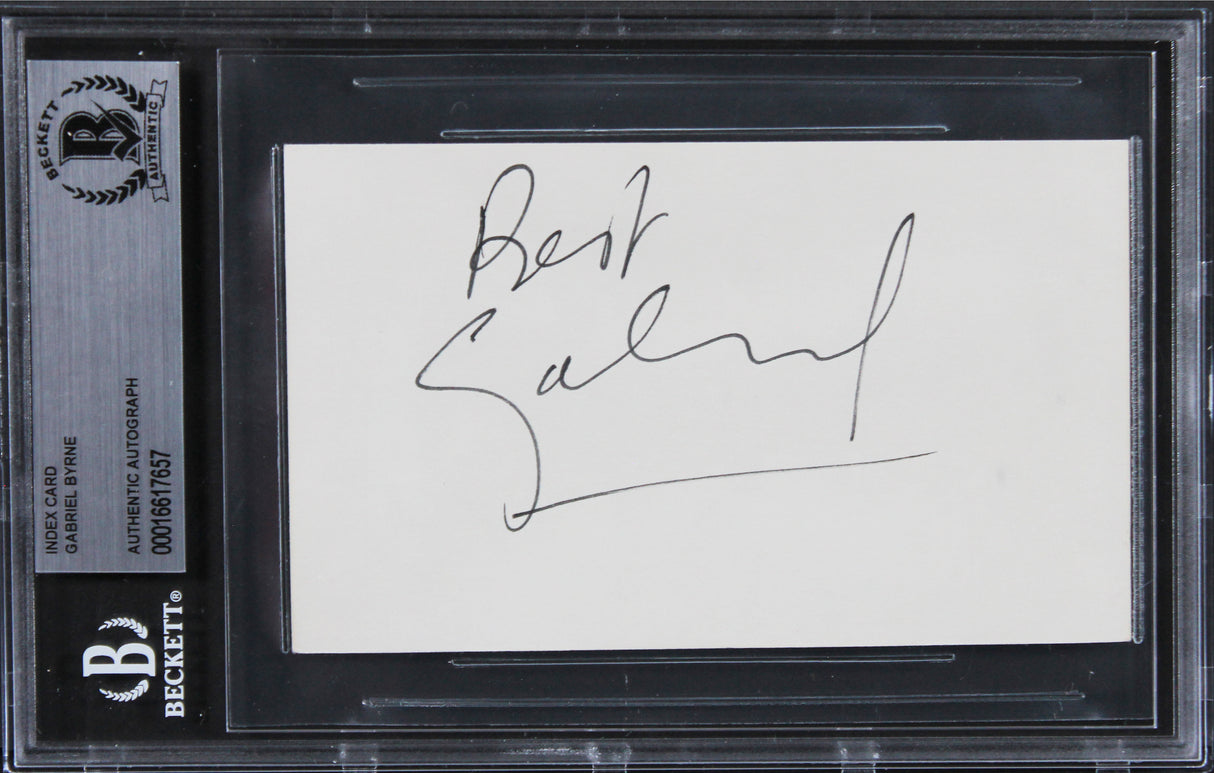 BECKETT
B
AUTHENTIC
INDEX CARD
GABRIEL BYRNE
AUTHENTIC AUTOGRAPH
00016617657
B
BECKETT®
Best
Gabriel